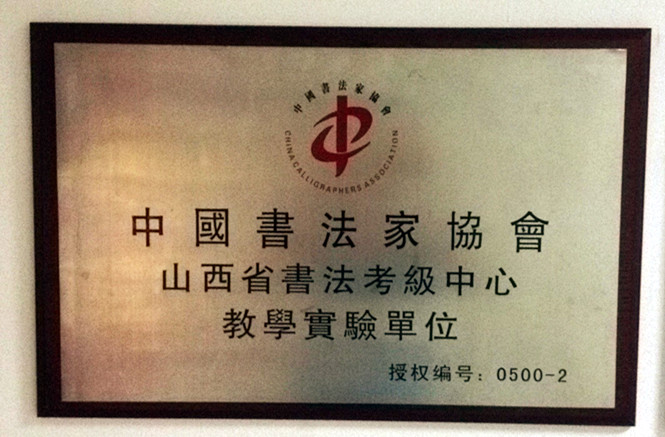 中國書法家協會
CHINA CALLIGRAPHERS ASSOCIATION
中國書法家協會
山西省書法考級中心
教學實驗單位
授权编号：0500-2